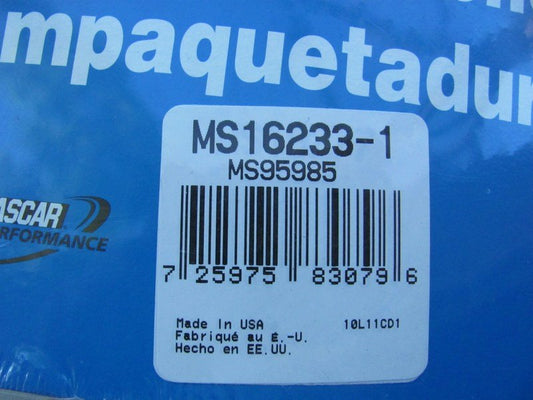 mpaquetadur
MS16233-1
MS95985
7 25975 83079 6
Made In USA 10L11CD1
Fabriqué au É.-U.
Hecho en EE.UU.
ASCAR
RFORMANCE